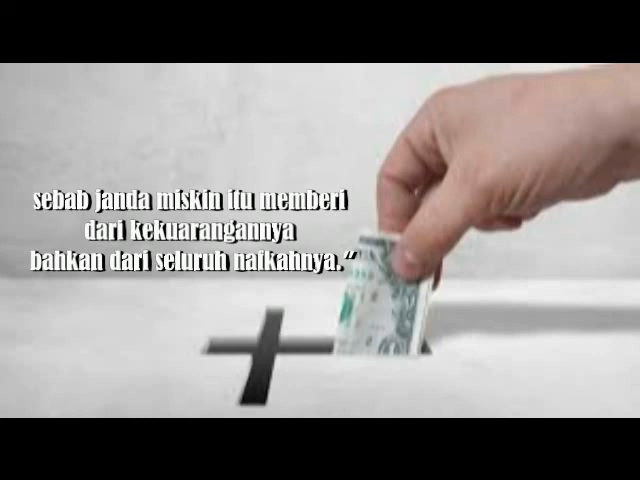 sebab janda miskin itu memberi
dari kekuarangannya
bahkan dari seluruh nafkahnya.”